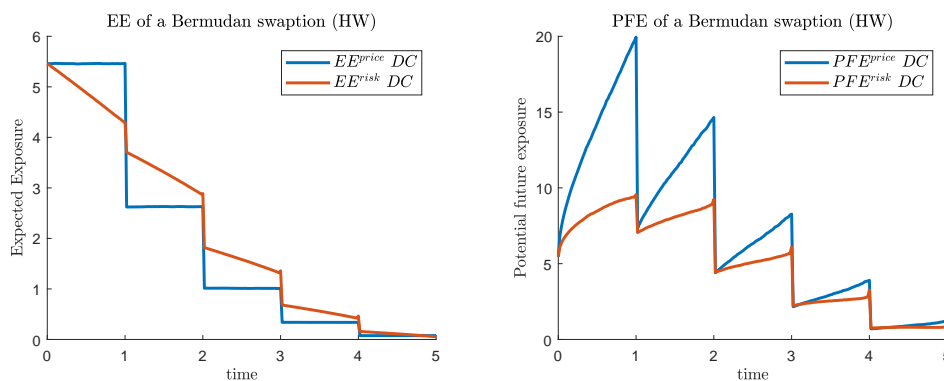 EE of a Bermudan swaption (HW)
6
5
4
3
2
1
0
Expected Exposure
EE^price DC
EE^risk DC
0 1 2 3 4 5
time
PFE of a Bermudan swaption (HW)
20
15
10
5
0
Potential future exposure
PFE^price DC
PFE^risk DC
0 1 2 3 4 5
time